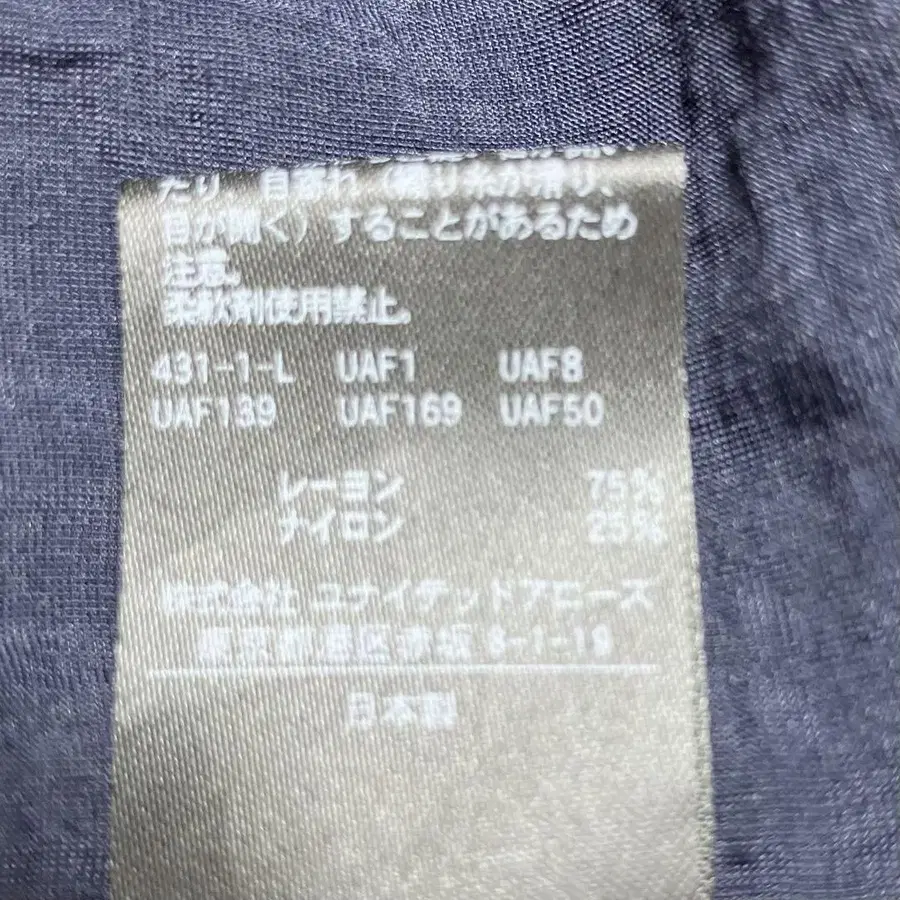 たり、目寄れ（織り糸が滑り、
目が開く）することがあるため
注意。
柔軟剤使用禁止。
431-1-L UAF1 UAF8
UAF139 UAF169 UAF50
レーヨン 75%
ナイロン 25%
株式会社 ユナイテッドアローズ
東京都港区赤坂 8-1-19
日本製